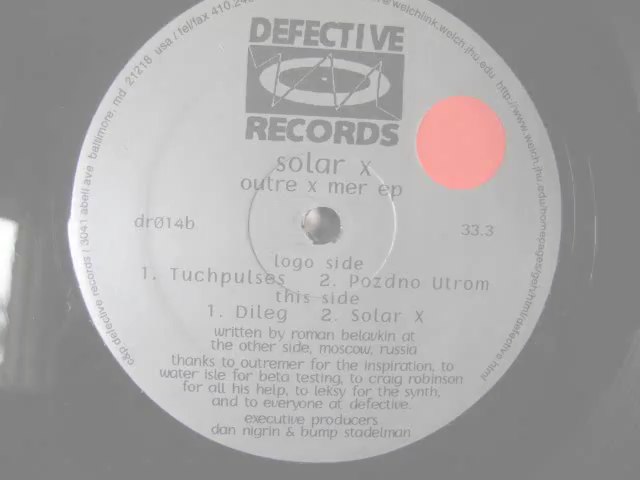 DEFECTIVE
RECORDS
solar x
outre x mer ep
dr014b
33.3
logo side
1. Tuchpulses 2. Pozdno Utrom
this side
1. Dileg 2. Solar X
written by roman belavkin at
the other side, moscow, russia
thanks to outremer for the inspiration, to
water isle for beta testing, to craig robinson
for all his help, to leksy for the synth,
and to everyone at defective.
executive producers
dan nigrin & bump stadelman
c&p defective records / 3041 abell ave baltimore, md 21218 usa / tel/fax
welchlink.welch.jhu.edu